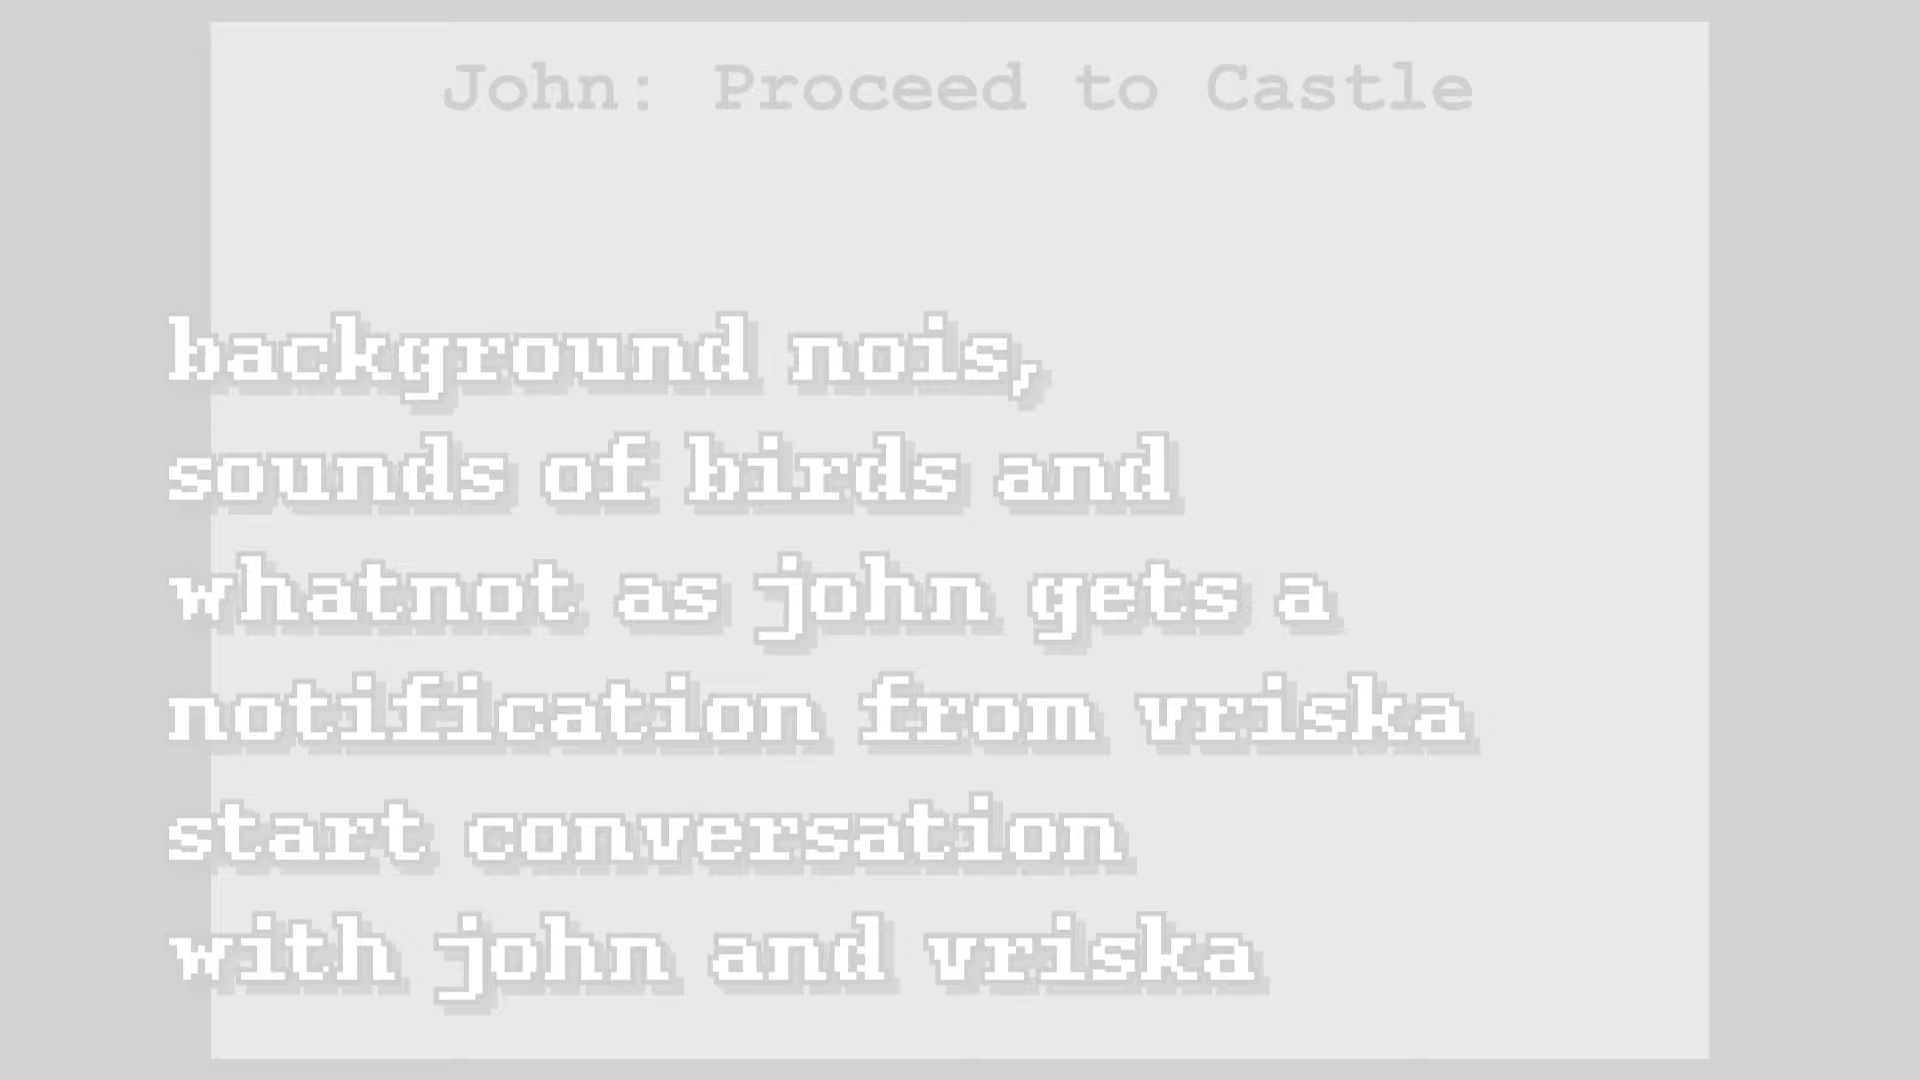 John: Proceed to Castle
background nois,
sounds of birds and
whatnot as john gets a
notification from vriska
start conversation
with john and vriska